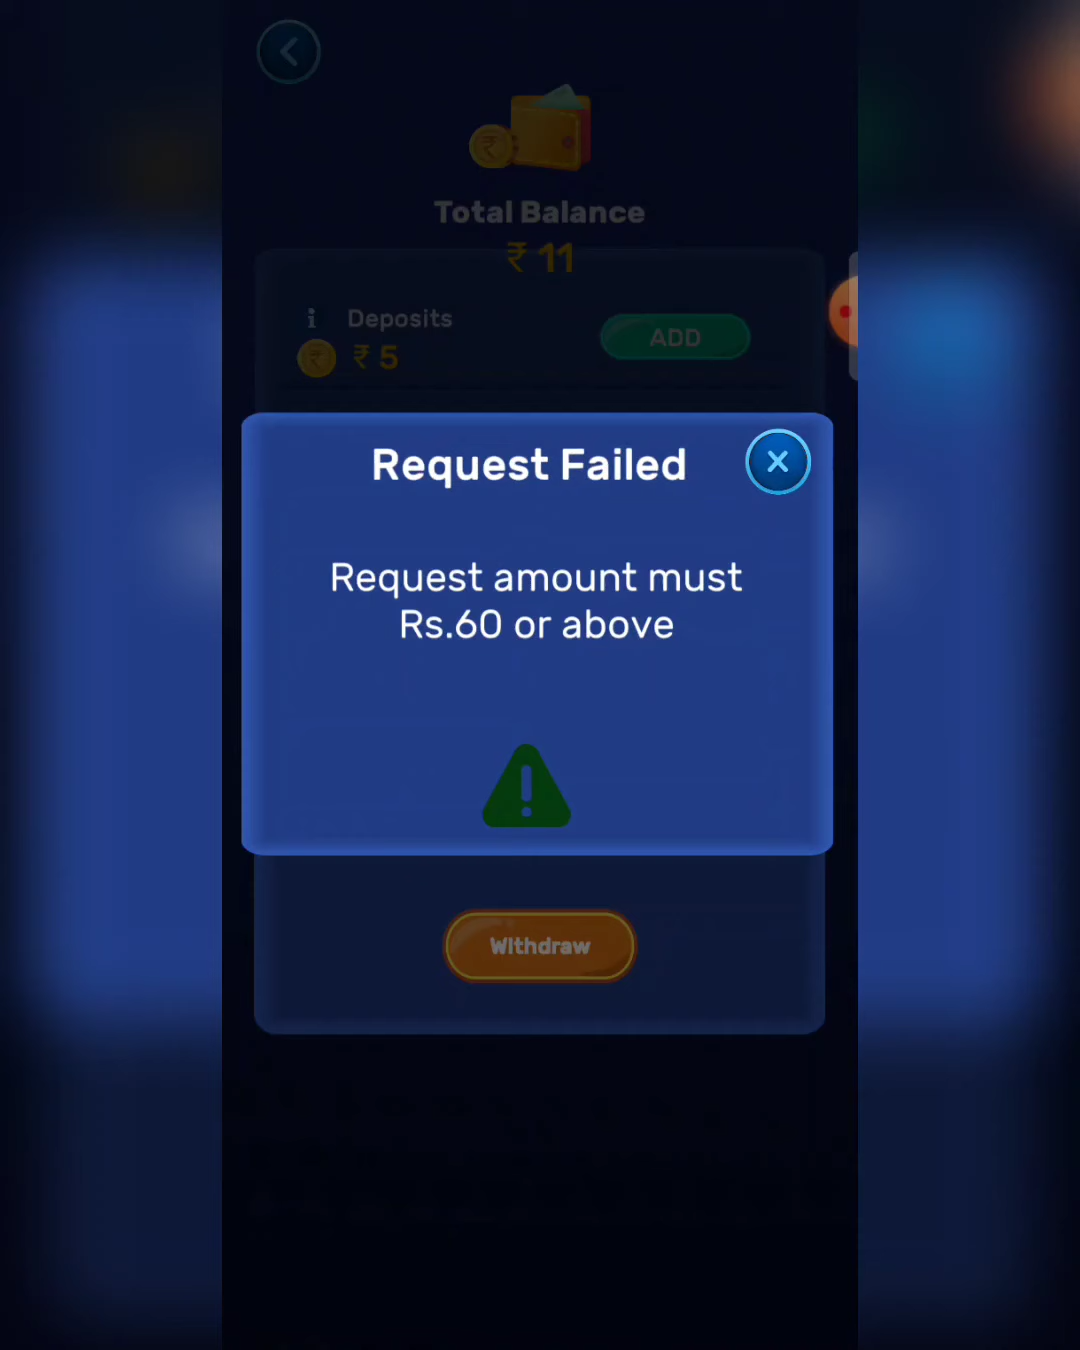 Total Balance
₹ 11
Deposits
₹ 5
ADD
Request Failed
Request amount must
Rs.60 or above
Withdraw